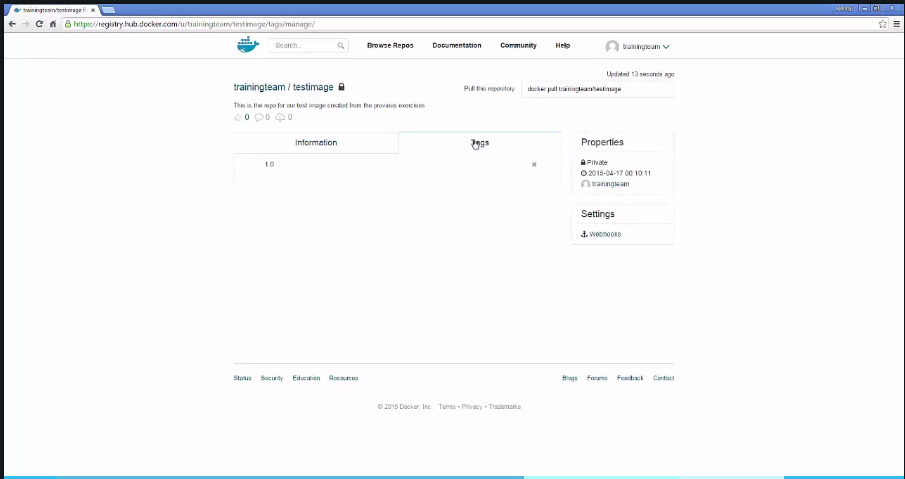 trainingteam/testimage R
https://registry.hub.docker.com/u/trainingteam/testimage/tags/manage/
Search... Browse Repos Documentation Community Help trainingteam
Updated 13 seconds ago
trainingteam / testimage
Pull this repository docker pull trainingteam/testimage
This is the repo for our test image created from the previous exercises.
0 0 0
Information Tags
1.0
Properties
Private
2015-04-17 00:10:11
trainingteam
Settings
Webhooks
Status Security Education Resources Blogs Forums Feedback Contact
© 2015 Docker, Inc. Terms • Privacy • Trademarks